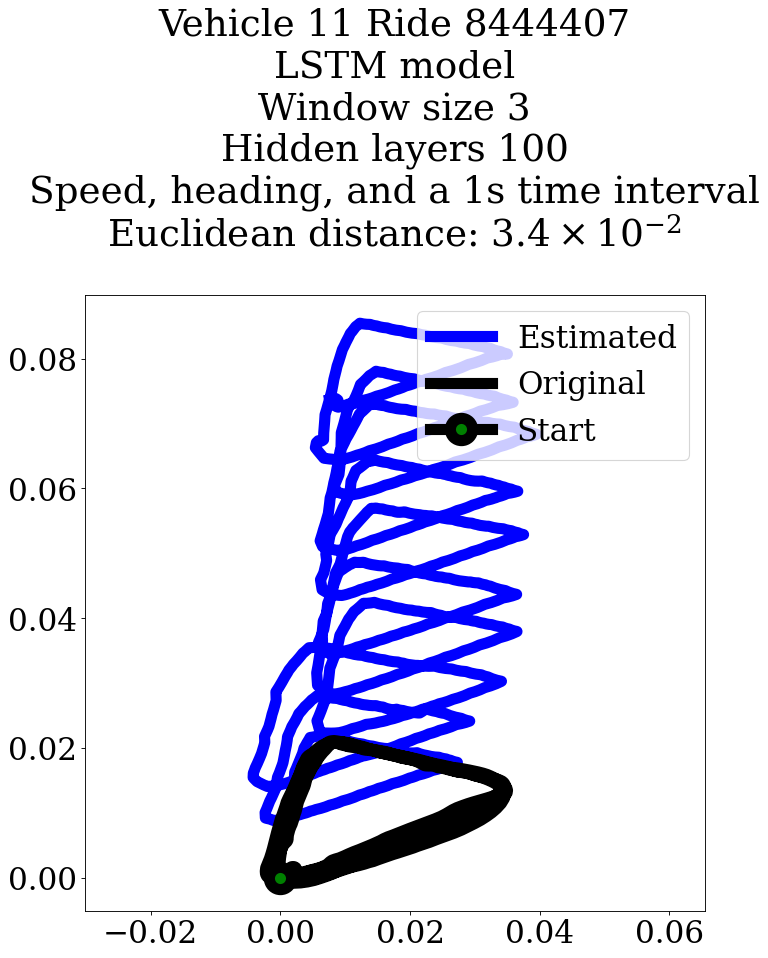 Vehicle 11 Ride 8444407
LSTM model
Window size 3
Hidden layers 100
Speed, heading, and a 1s time interval
Euclidean distance: 3.4 × 10⁻²
Estimated
Original
Start
0.08
0.06
0.04
0.02
0.00
−0.02 0.00 0.02 0.04 0.06